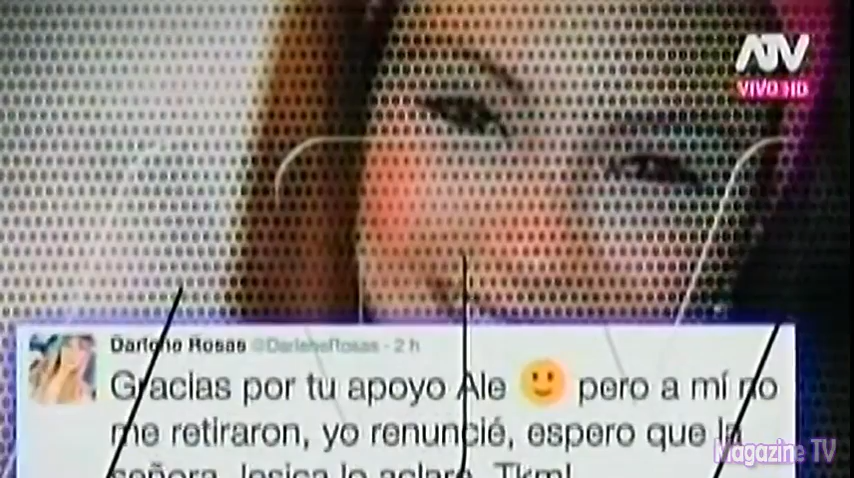 ATV
VIVO HD
Darlene Rosas @DarleneRosas - 2 h
Gracias por tu apoyo Ale 🙂 pero a mí no
me retiraron, yo renuncié, espero que la
señora Jesica lo aclare. Tkm!
Magazine TV